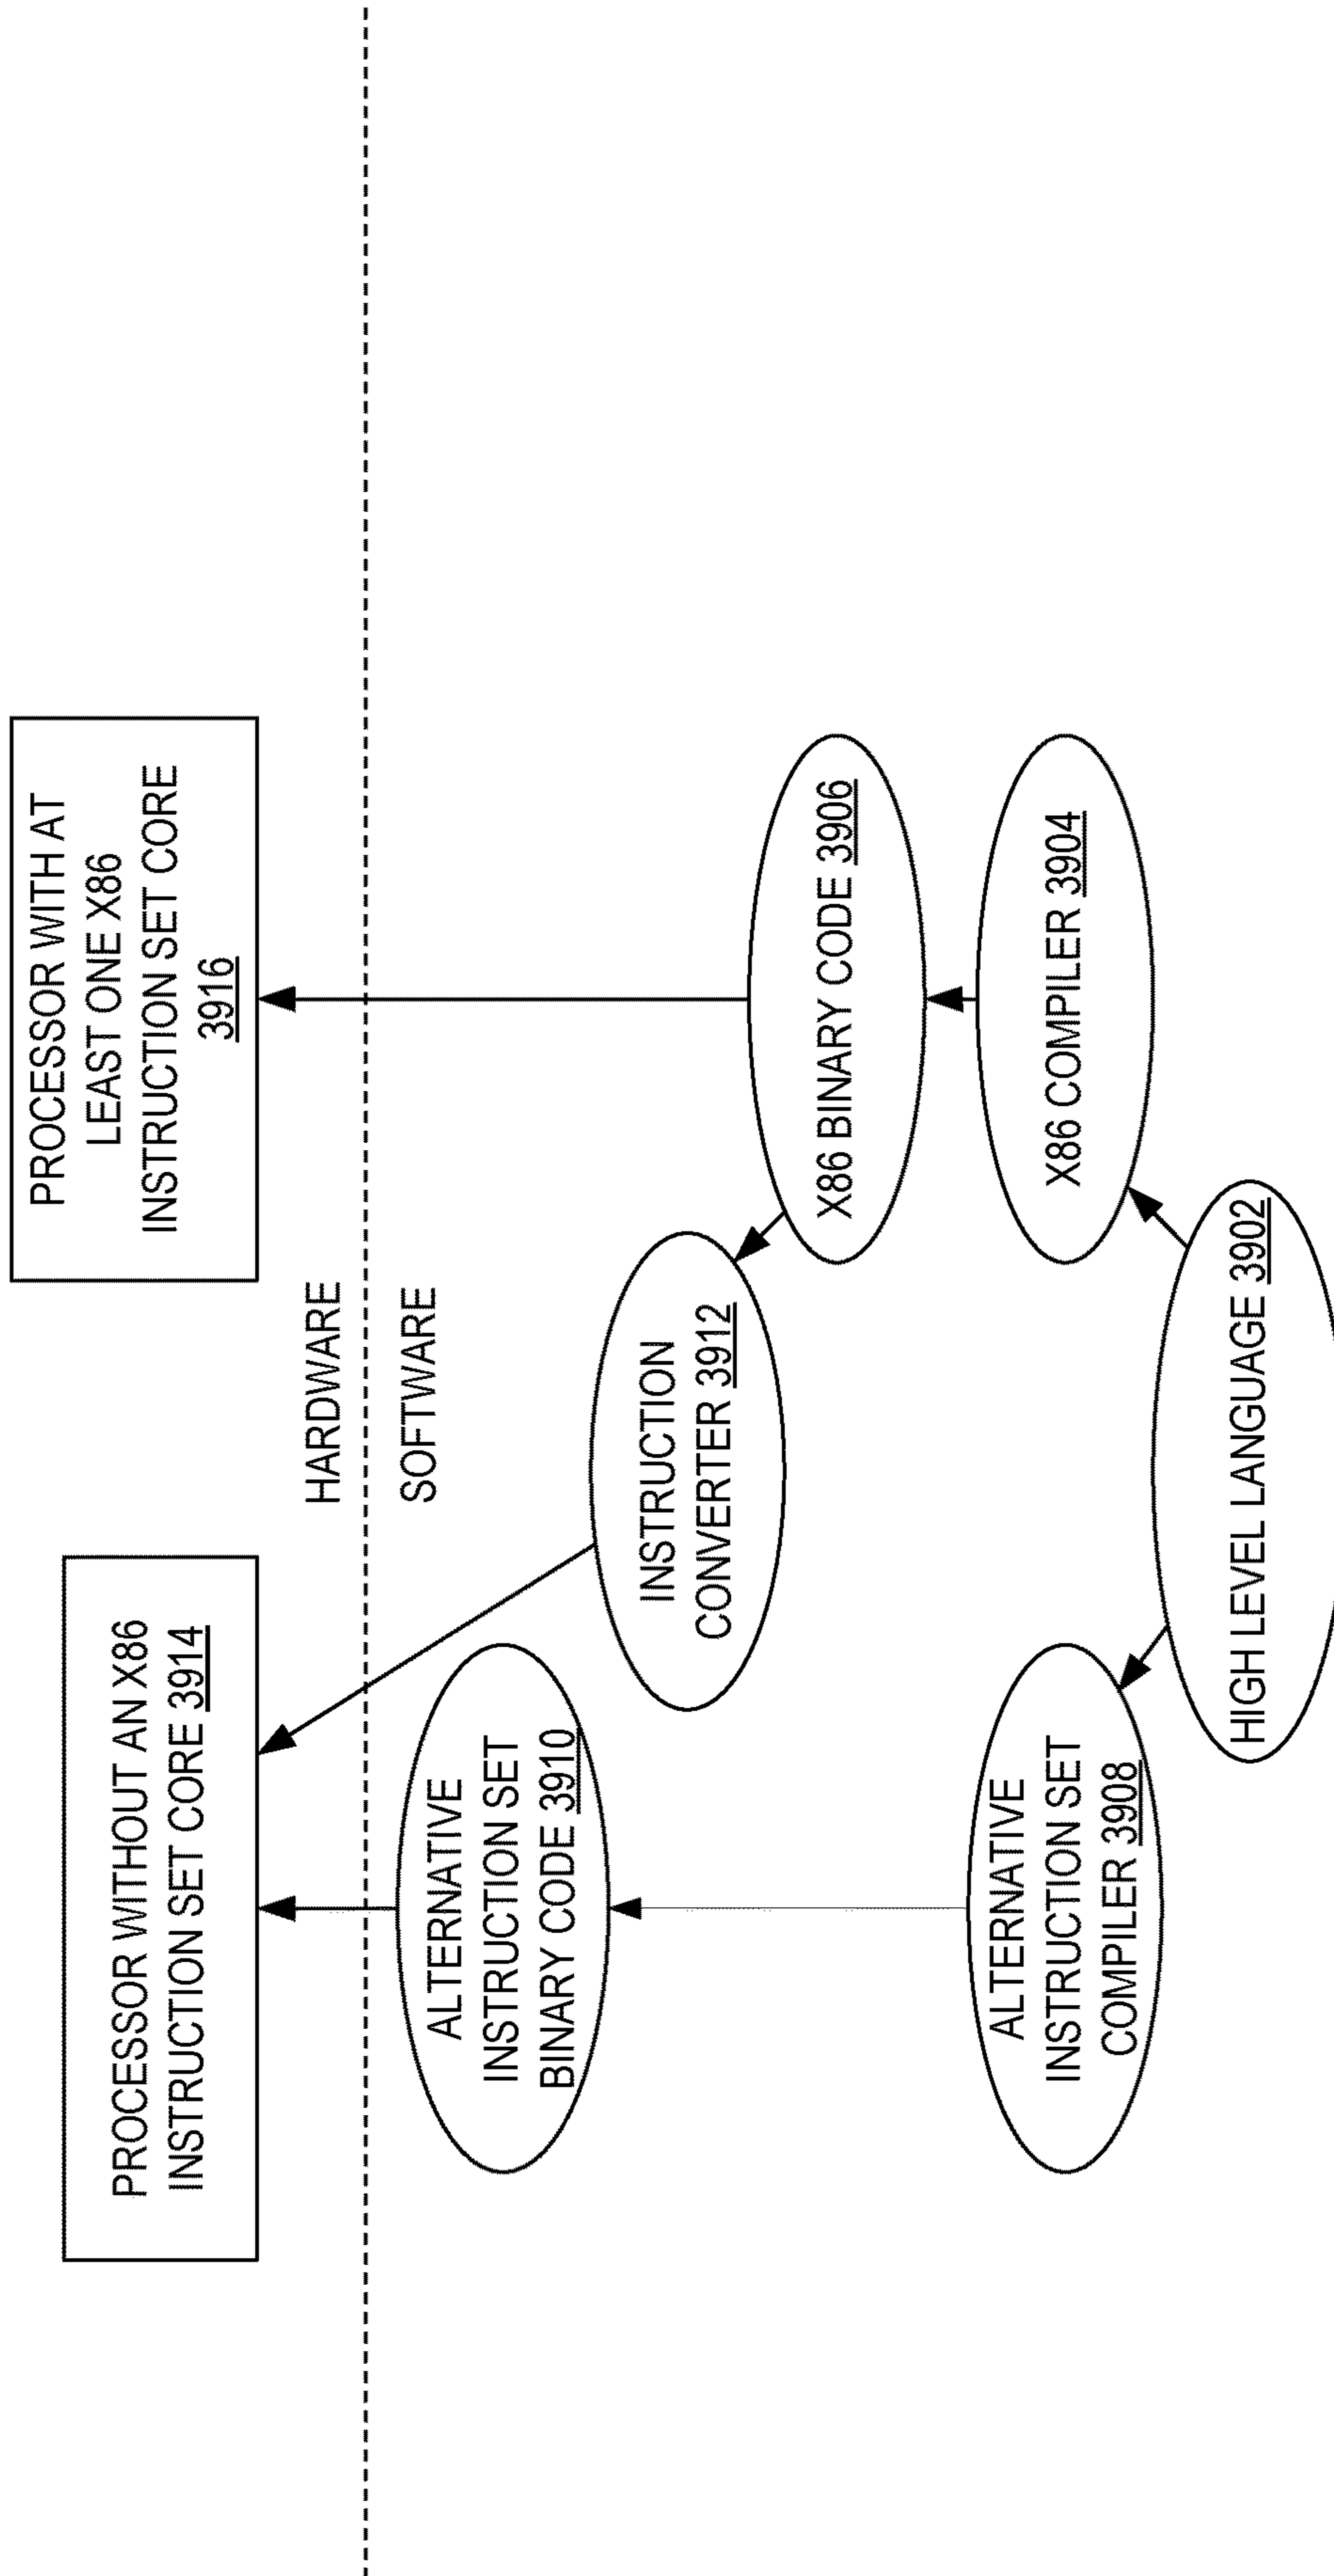 PROCESSOR WITHOUT AN X86
INSTRUCTION SET CORE 3914
PROCESSOR WITH AT
LEAST ONE X86
INSTRUCTION SET CORE
3916
HARDWARE
SOFTWARE
ALTERNATIVE
INSTRUCTION SET
BINARY CODE 3910
INSTRUCTION
CONVERTER 3912
X86 BINARY CODE 3906
ALTERNATIVE
INSTRUCTION SET
COMPILER 3908
X86 COMPILER 3904
HIGH LEVEL LANGUAGE 3902